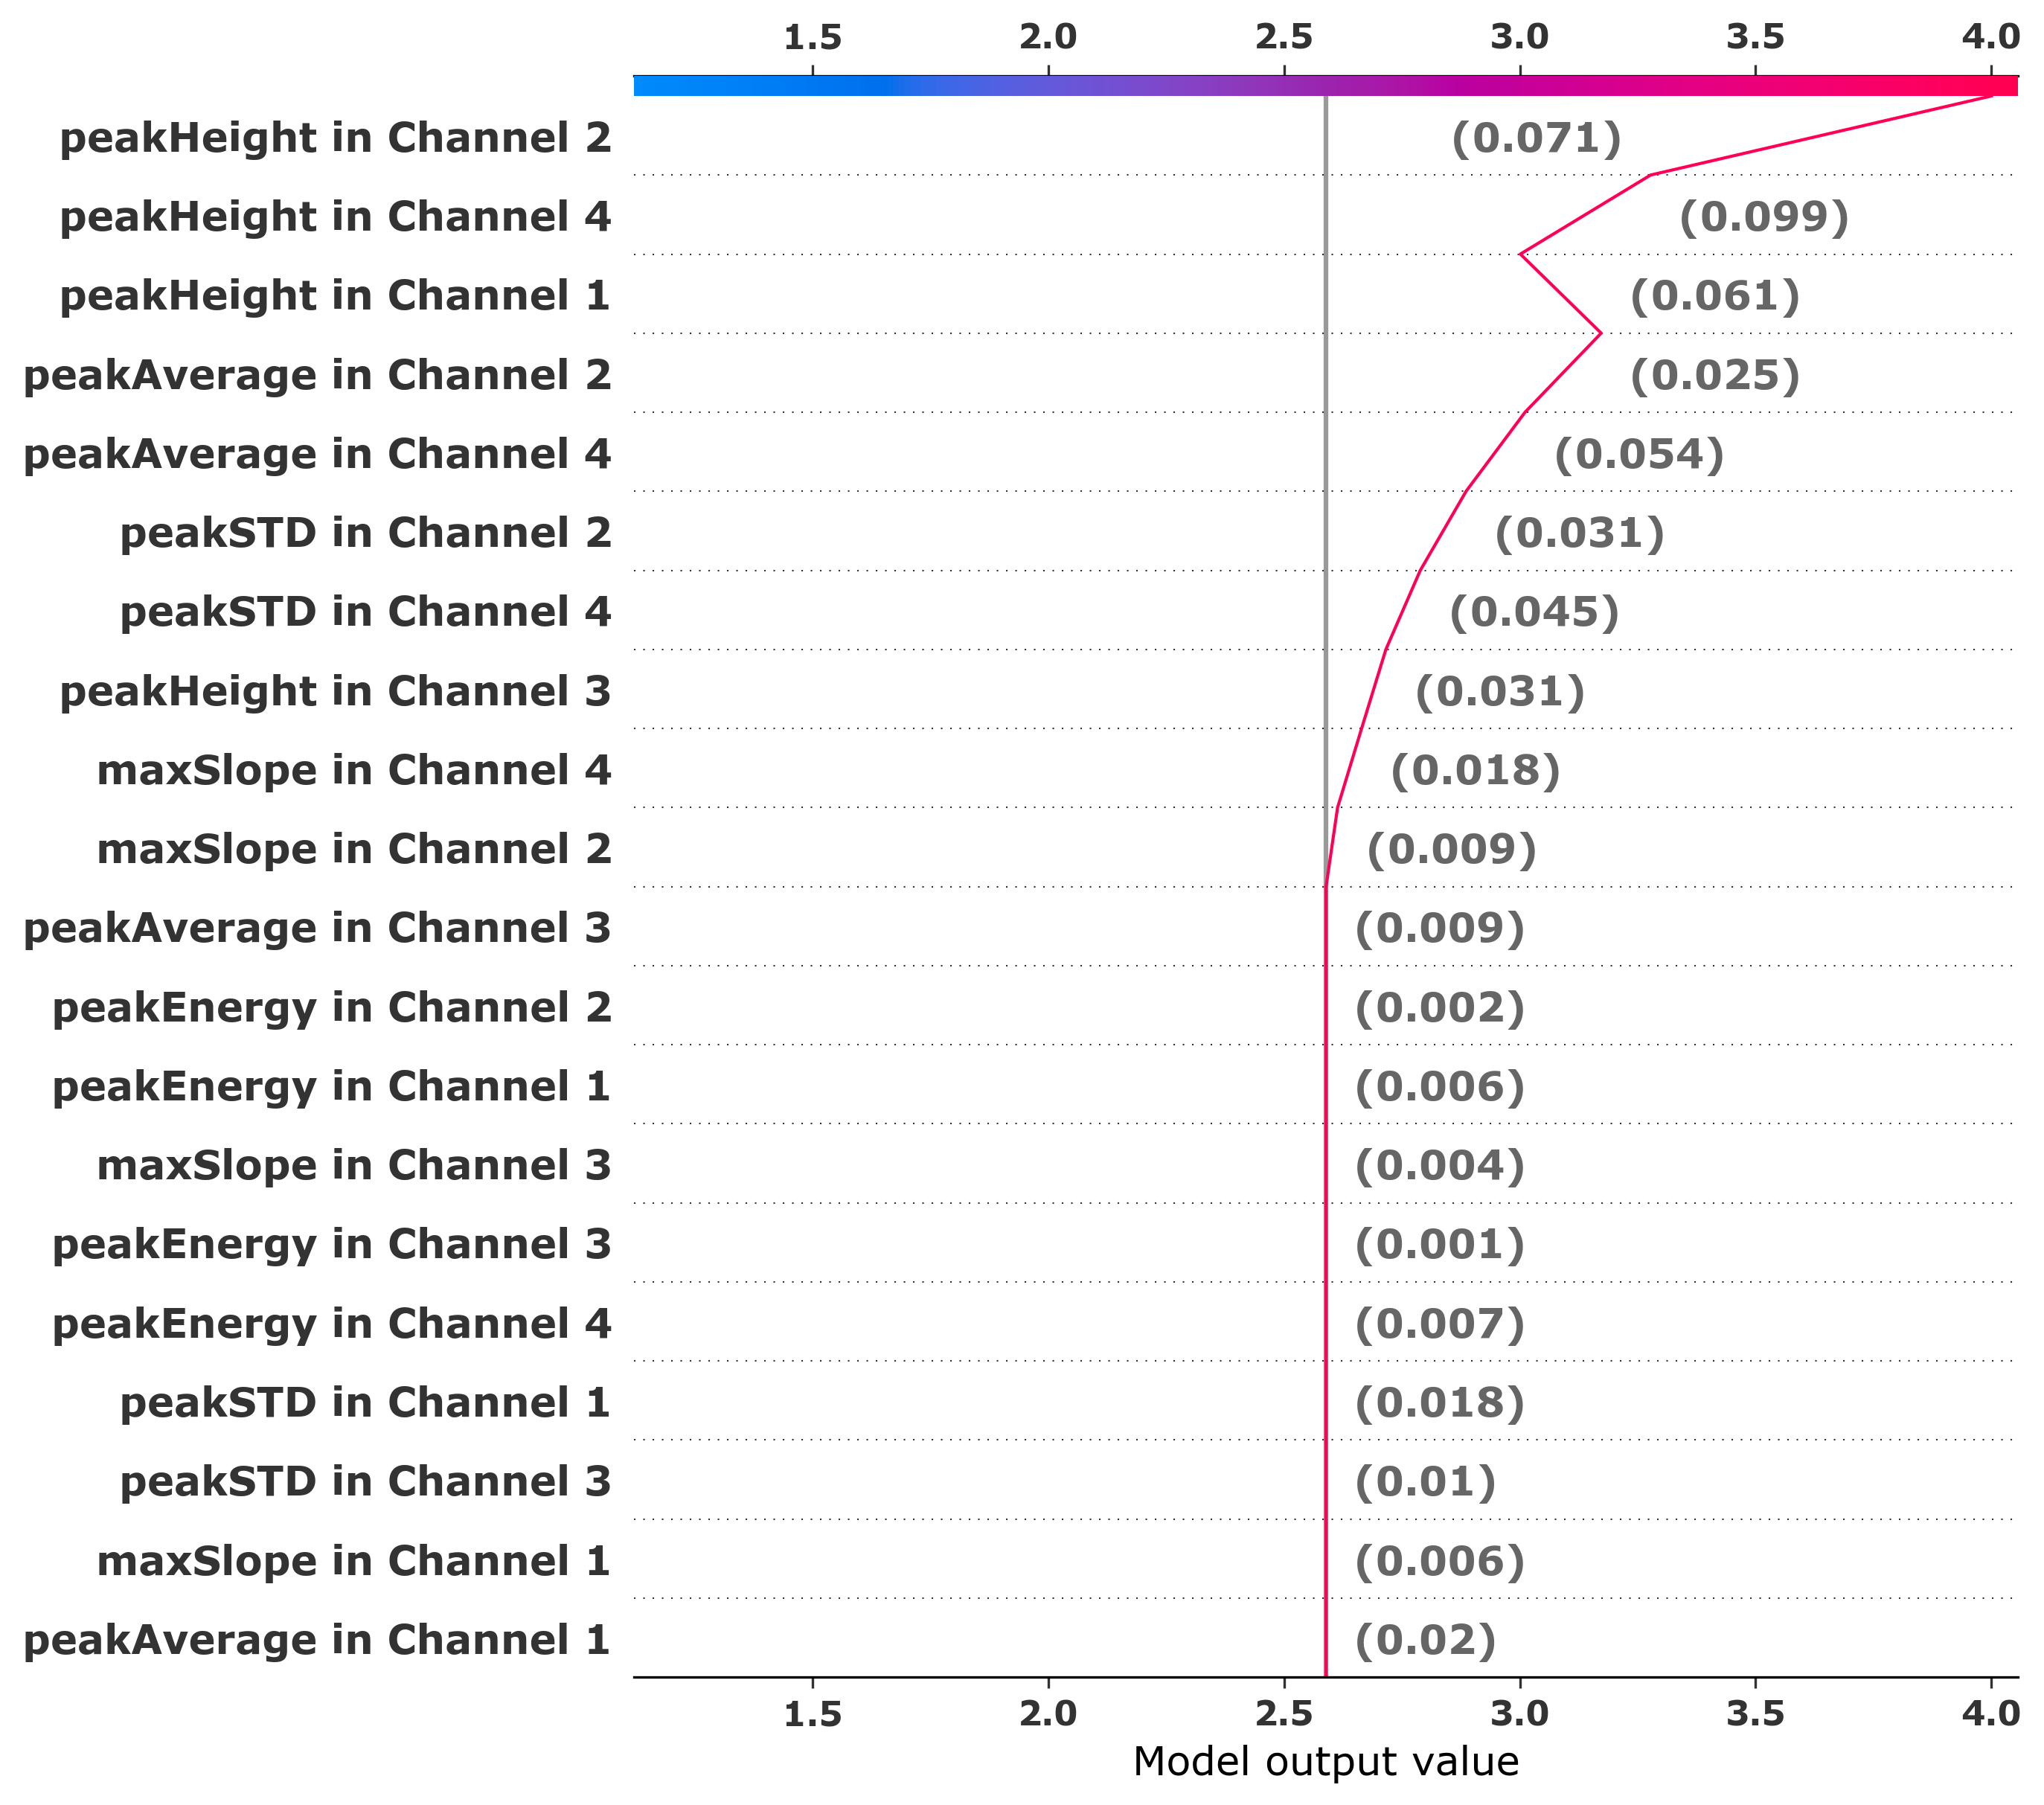 1.5 2.0 2.5 3.0 3.5 4.0
peakHeight in Channel 2 (0.071)
peakHeight in Channel 4 (0.099)
peakHeight in Channel 1 (0.061)
peakAverage in Channel 2 (0.025)
peakAverage in Channel 4 (0.054)
peakSTD in Channel 2 (0.031)
peakSTD in Channel 4 (0.045)
peakHeight in Channel 3 (0.031)
maxSlope in Channel 4 (0.018)
maxSlope in Channel 2 (0.009)
peakAverage in Channel 3 (0.009)
peakEnergy in Channel 2 (0.002)
peakEnergy in Channel 1 (0.006)
maxSlope in Channel 3 (0.004)
peakEnergy in Channel 3 (0.001)
peakEnergy in Channel 4 (0.007)
peakSTD in Channel 1 (0.018)
peakSTD in Channel 3 (0.01)
maxSlope in Channel 1 (0.006)
peakAverage in Channel 1 (0.02)
1.5 2.0 2.5 3.0 3.5 4.0
Model output value